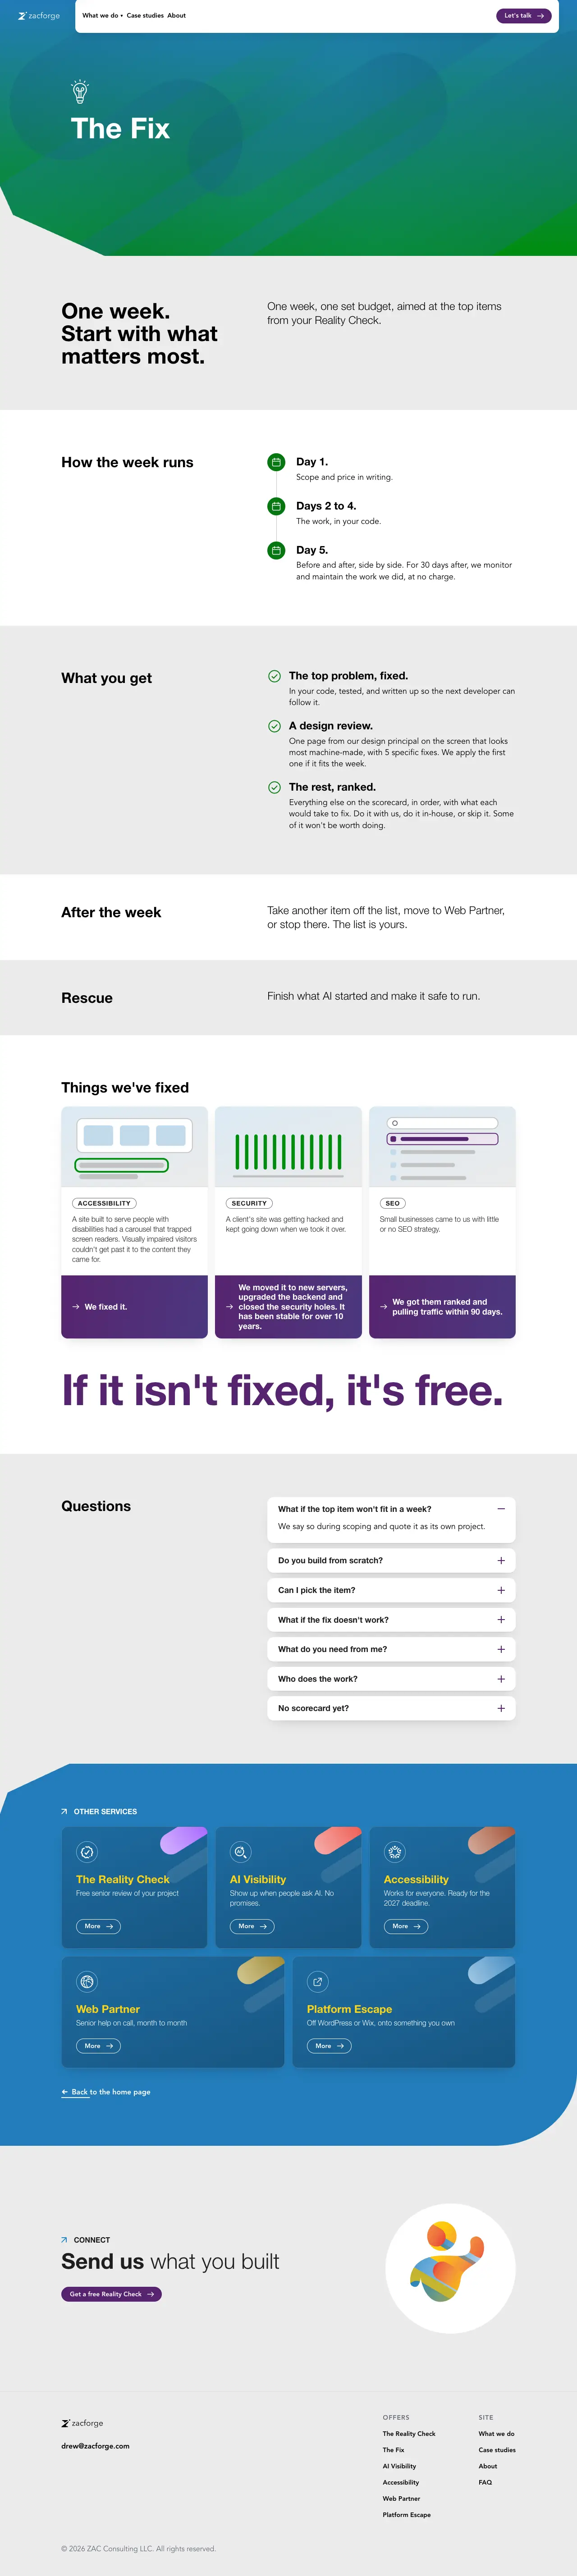 zacforge
What we do
Case studies
About
Let's talk
The Fix
One week.
Start with what
matters most.
One week, one set budget, aimed at the top items
from your Reality Check.
How the week runs
Day 1.
Scope and price in writing.
Days 2 to 4.
The work, in your code.
Day 5.
Before and after, side by side. For 30 days after, we monitor
and maintain the work we did, at no charge.
What you get
The top problem, fixed.
In your code, tested, and written up so the next developer can
follow it.
A design review.
One page from our design principal on the screen that looks
most machine-made, with 5 specific fixes. We apply the first
one if it fits the week.
The rest, ranked.
Everything else on the scorecard, in order, with what each
would take to fix. Do it with us, do it in-house, or skip it. Some
of it won't be worth doing.
After the week
Take another item off the list, move to Web Partner,
or stop there. The list is yours.
Rescue
Finish what AI started and make it safe to run.
Things we've fixed
ACCESSIBILITY
A site built to serve people with
disabilities had a carousel that trapped
screen readers. Visually impaired visitors
couldn't get past it to the content they
came for.
We fixed it.
SECURITY
A client's site was getting hacked and
kept going down when we took it over.
We moved it to new servers,
upgraded the backend and
closed the security holes. It
has been stable for over 10
years.
SEO
Small businesses came to us with little
or no SEO strategy.
We got them ranked and
pulling traffic within 90 days.
If it isn't fixed, it's free.
Questions
What if the top item won't fit in a week?
We say so during scoping and quote it as its own project.
Do you build from scratch?
Can I pick the item?
What if the fix doesn't work?
What do you need from me?
Who does the work?
No scorecard yet?
OTHER SERVICES
The Reality Check
Free senior review of your project
More
AI Visibility
Show up when people ask AI. No
promises.
More
Accessibility
Works for everyone. Ready for the
2027 deadline.
More
Web Partner
Senior help on call, month to month
More
Platform Escape
Off WordPress or Wix, onto something you own
More
Back to the home page
CONNECT
Send us what you built
Get a free Reality Check
zacforge
drew@zacforge.com
OFFERS
The Reality Check
The Fix
AI Visibility
Accessibility
Web Partner
Platform Escape
SITE
What we do
Case studies
About
FAQ
© 2026 ZAC Consulting LLC. All rights reserved.